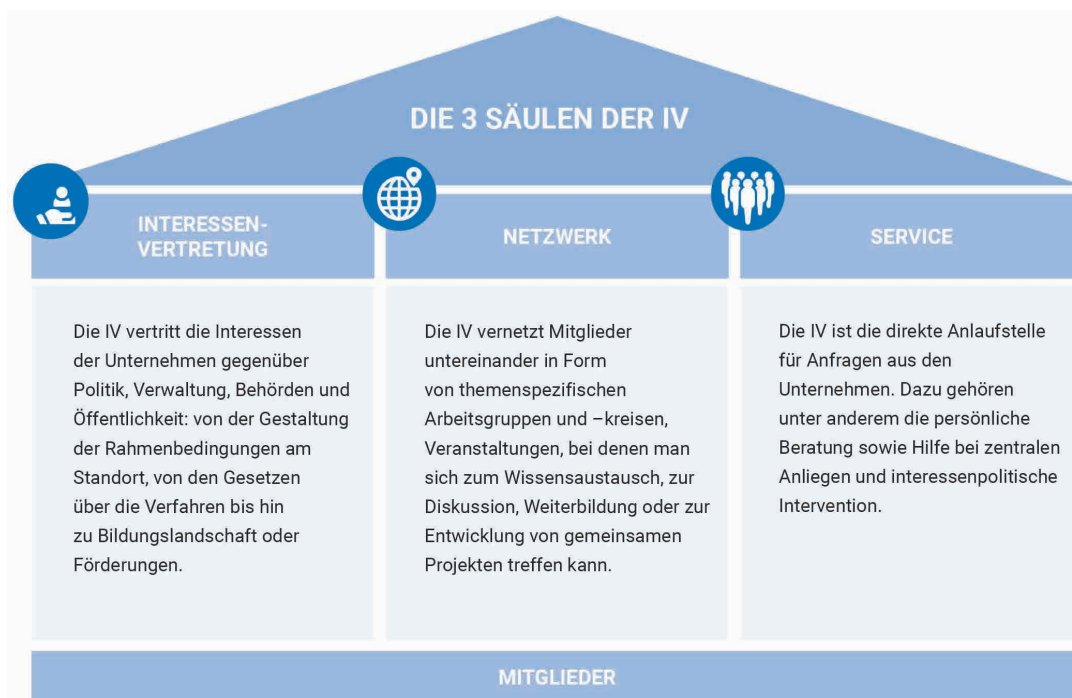 DIE 3 SÄULEN DER IV
INTERESSEN-
VERTRETUNG
Die IV vertritt die Interessen
der Unternehmen gegenüber
Politik, Verwaltung, Behörden und
Öffentlichkeit: von der Gestaltung
der Rahmenbedingungen am
Standort, von den Gesetzen
über die Verfahren bis hin
zu Bildungslandschaft oder
Förderungen.
NETZWERK
Die IV vernetzt Mitglieder
untereinander in Form
von themenspezifischen
Arbeitsgruppen und –kreisen,
Veranstaltungen, bei denen man
sich zum Wissensaustausch, zur
Diskussion, Weiterbildung oder zur
Entwicklung von gemeinsamen
Projekten treffen kann.
SERVICE
Die IV ist die direkte Anlaufstelle
für Anfragen aus den
Unternehmen. Dazu gehören
unter anderem die persönliche
Beratung sowie Hilfe bei zentralen
Anliegen und interessenpolitische
Intervention.
MITGLIEDER